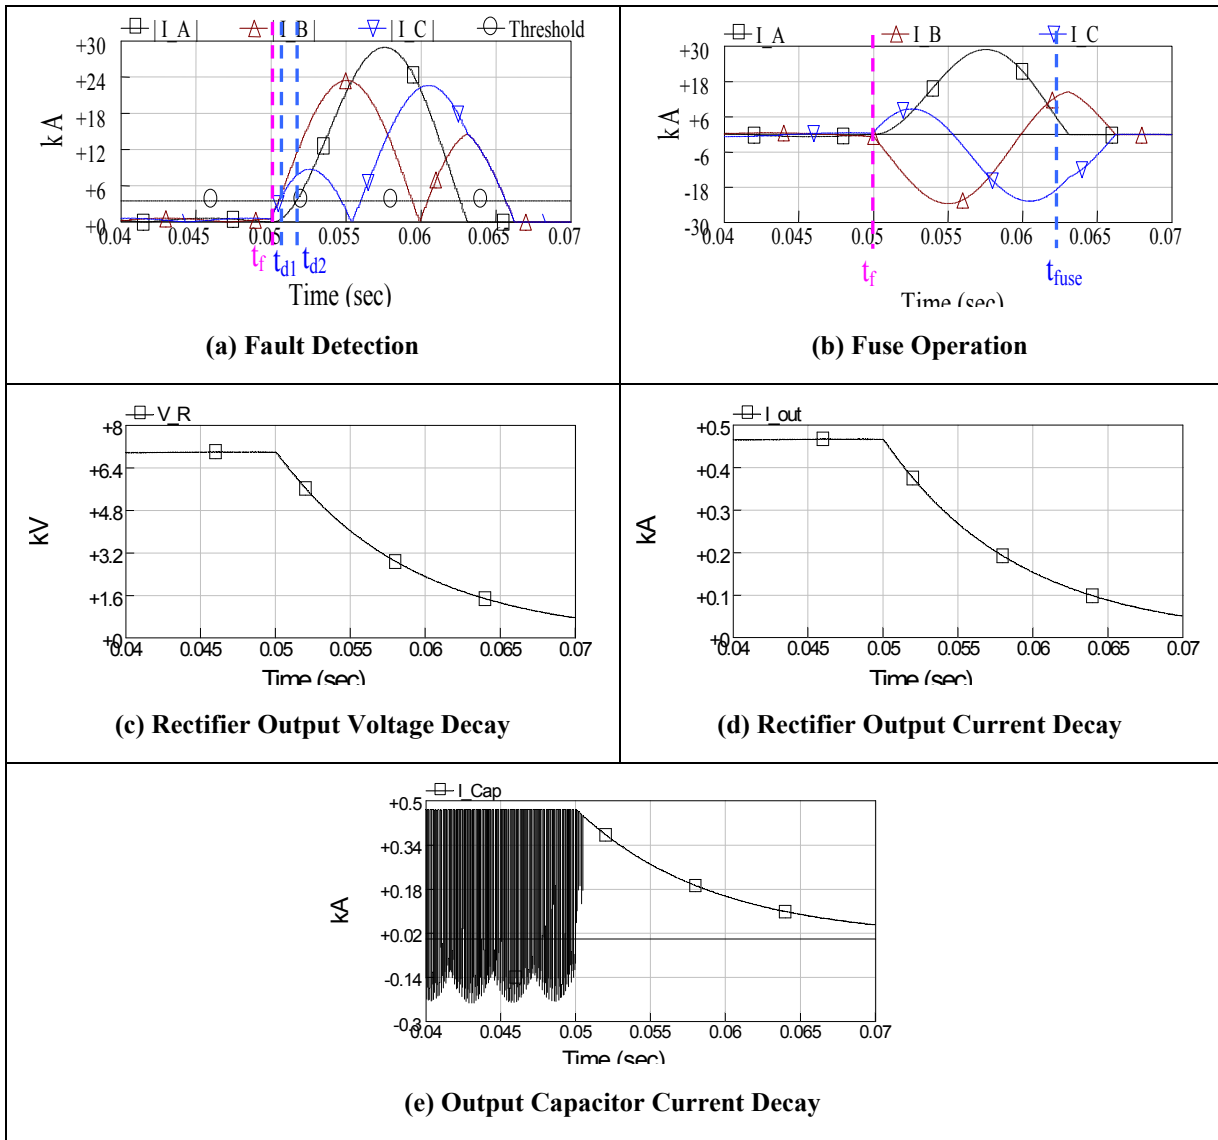 |I_A| |I_B| |I_C| Threshold
+30
+24
+18
+12
+6
+0
kA
0.04 0.045 0.05 0.055 0.06 0.065 0.07
t_f t_d1 t_d2
Time (sec)
(a) Fault Detection
I_A I_B I_C
+30
+18
+6
-6
-18
-30
kA
0.04 0.045 0.05 0.055 0.06 0.065 0.07
t_f t_fuse
Time (sec)
(b) Fuse Operation
V_R
+8
+6.4
+4.8
+3.2
+1.6
+0
kV
0.04 0.045 0.05 0.055 0.06 0.065 0.07
Time (sec)
(c) Rectifier Output Voltage Decay
I_out
+0.5
+0.4
+0.3
+0.2
+0.1
+0
kA
0.04 0.045 0.05 0.055 0.06 0.065 0.07
Time (sec)
(d) Rectifier Output Current Decay
I_Cap
+0.5
+0.34
+0.18
+0.02
-0.14
-0.3
kA
0.04 0.045 0.05 0.055 0.06 0.065 0.07
Time (sec)
(e) Output Capacitor Current Decay